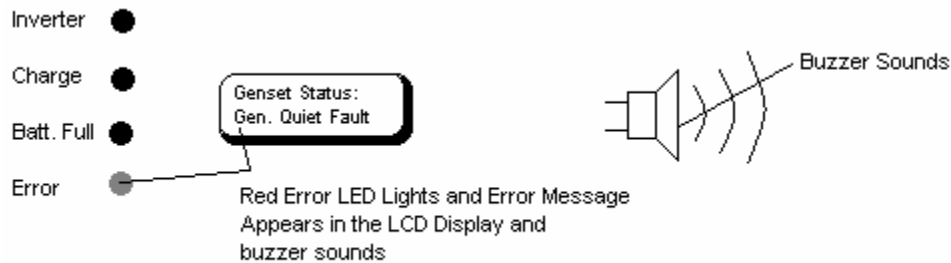 Inverter
Charge
Batt. Full
Error
Genset Status:
Gen. Quiet Fault
Buzzer Sounds
Red Error LED Lights and Error Message
Appears in the LCD Display and
buzzer sounds